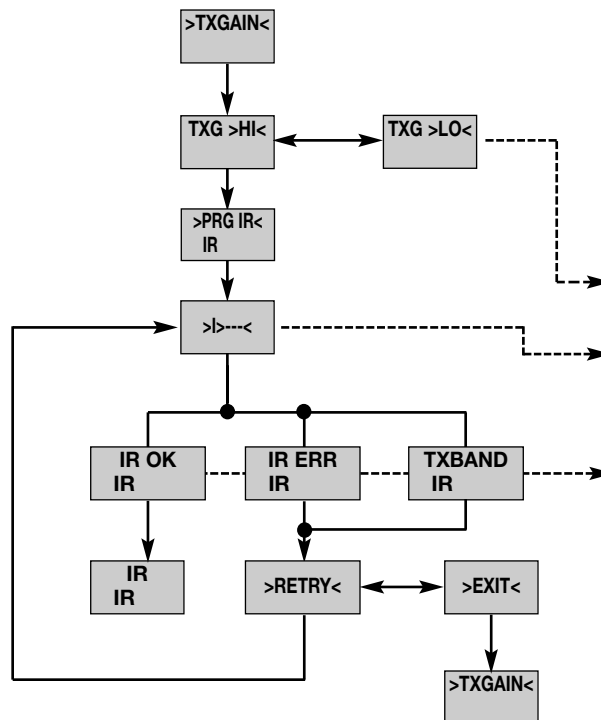 >TXGAIN<
TXG >HI<
TXG >LO<
>PRG IR<
IR
>I>---<
IR OK
IR
IR ERR
IR
TXBAND
IR
IR
IR
>RETRY<
>EXIT<
>TXGAIN<